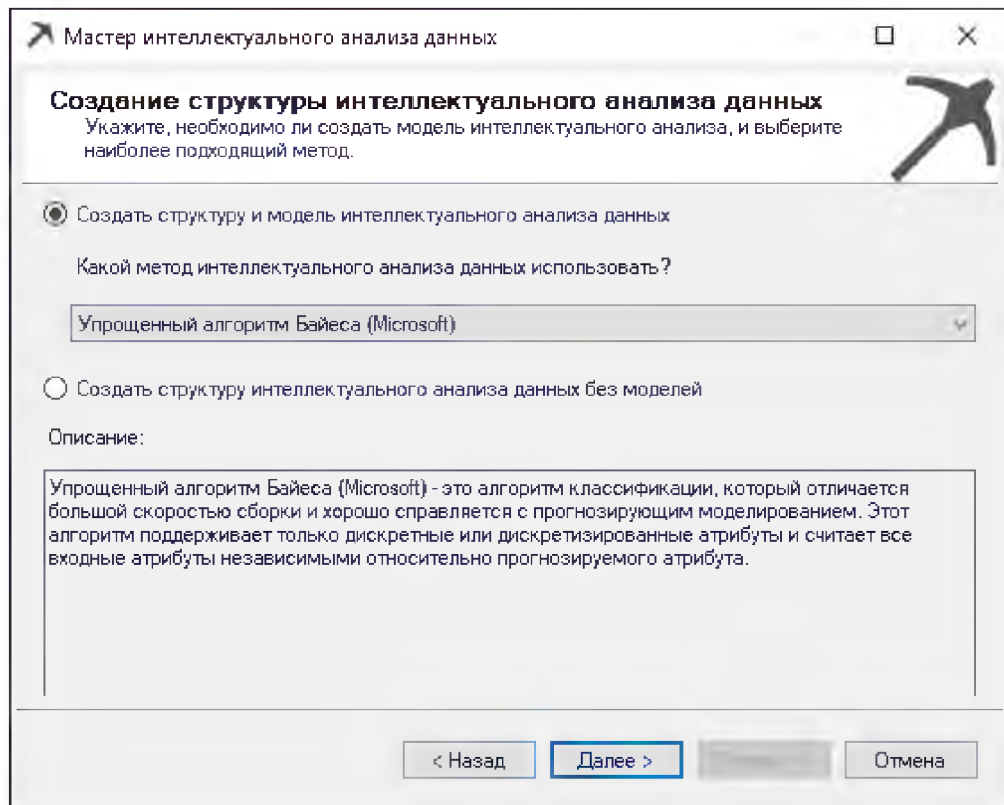 Мастер интеллектуального анализа данных
Создание структуры интеллектуального анализа данных
Укажите, необходимо ли создать модель интеллектуального анализа, и выберите
наиболее подходящий метод.
Создать структуру и модель интеллектуального анализа данных
Какой метод интеллектуального анализа данных использовать?
Упрощенный алгоритм Байеса (Microsoft)
Создать структуру интеллектуального анализа данных без моделей
Описание:
Упрощенный алгоритм Байеса (Microsoft) - это алгоритм классификации, который отличается
большой скоростью сборки и хорошо справляется с прогнозирующим моделированием. Этот
алгоритм поддерживает только дискретные или дискретизированные атрибуты и считает все
входные атрибуты независимыми относительно прогнозируемого атрибута.
< Назад
Далее >
Отмена